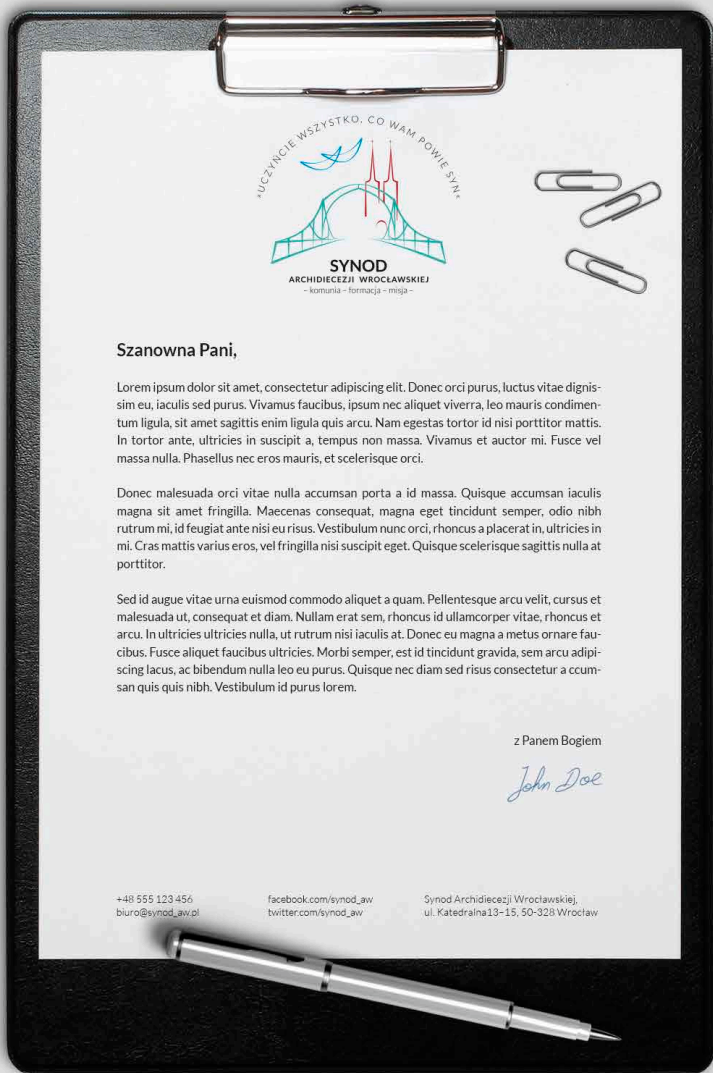 "UCZYŃCIE WSZYSTKO, CO WAM POWIE SYN"
SYNOD
ARCHIDIECEZJI WROCŁAWSKIEJ
– komunia – formacja – misja –
Szanowna Pani,
Lorem ipsum dolor sit amet, consectetur adipiscing elit. Donec orci purus, luctus vitae dignis-
sim eu, iaculis sed purus. Vivamus faucibus, ipsum nec aliquet viverra, leo mauris condimen-
tum ligula, sit amet sagittis enim ligula quis arcu. Nam egestas tortor id nisi porttitor mattis.
In tortor ante, ultricies in suscipit a, tempus non massa. Vivamus et auctor mi. Fusce vel
massa nulla. Phasellus nec eros mauris, et scelerisque orci.
Donec malesuada orci vitae nulla accumsan porta a id massa. Quisque accumsan iaculis
magna sit amet fringilla. Maecenas consequat, magna eget tincidunt semper, odio nibh
rutrum mi, id feugiat ante nisi eu risus. Vestibulum nunc orci, rhoncus a placerat in, ultricies in
mi. Cras mattis varius eros, vel fringilla nisi suscipit eget. Quisque scelerisque sagittis nulla at
porttitor.
Sed id augue vitae urna euismod commodo aliquet a quam. Pellentesque arcu velit, cursus et
malesuada ut, consequat et diam. Nullam erat sem, rhoncus id ullamcorper vitae, rhoncus et
arcu. In ultricies ultricies nulla, ut rutrum nisi iaculis at. Donec eu magna a metus ornare fau-
cibus. Fusce aliquet faucibus ultricies. Morbi semper, est id tincidunt gravida, sem arcu adipi-
scing lacus, ac bibendum nulla leo eu purus. Quisque nec diam sed risus consectetur a ccum-
san quis quis nibh. Vestibulum id purus lorem.
z Panem Bogiem
John Doe
+48 555 123 456
biuro@synod_aw.pl
facebook.com/synod_aw
twitter.com/synod_aw
Synod Archidiecezji Wrocławskiej,
ul. Katedralna13–15, 50-328 Wrocław